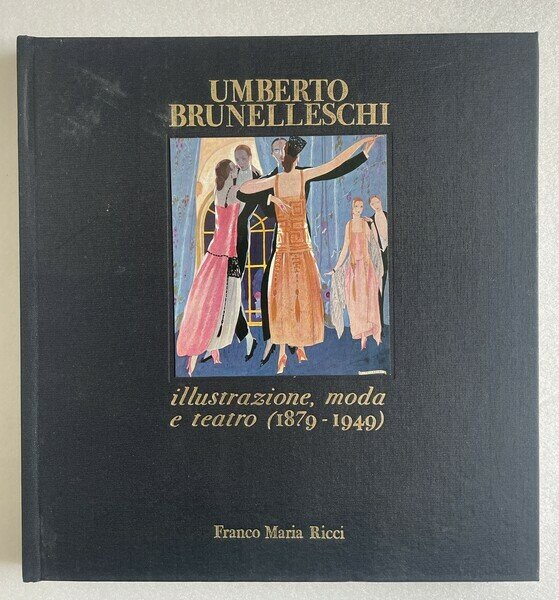 UMBERTO
BRUNELLESCHI
illustrazione, moda
e teatro (1879-1949)
Franco Maria Ricci